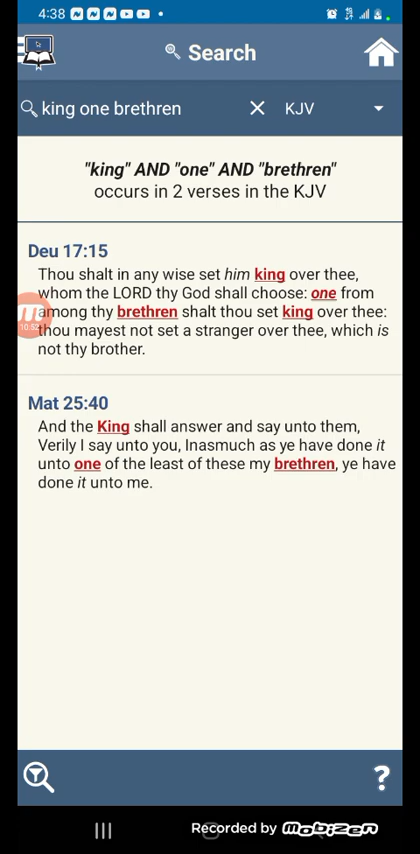 4:38
Search
king one brethren
KJV
"king" AND "one" AND "brethren"
occurs in 2 verses in the KJV
Deu 17:15
Thou shalt in any wise set him king over thee,
whom the LORD thy God shall choose: one from
among thy brethren shalt thou set king over thee:
thou mayest not set a stranger over thee, which is
not thy brother.
10:52
Mat 25:40
And the King shall answer and say unto them,
Verily I say unto you, Inasmuch as ye have done it
unto one of the least of these my brethren, ye have
done it unto me.
?
Recorded by mobizen